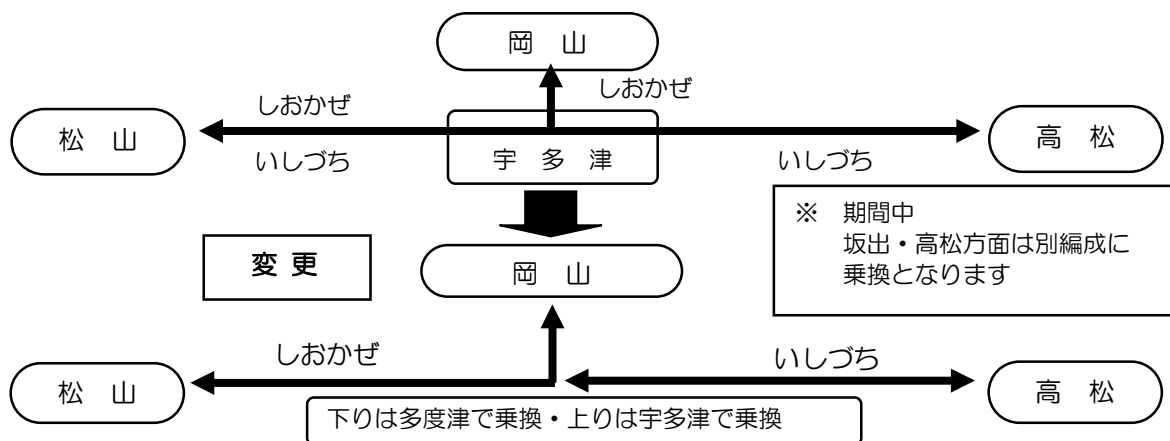 岡　山
しおかぜ
しおかぜ
松　山
高　松
いしづち
宇　多　津
いしづち
※　期間中
坂出・高松方面は別編成に
乗換となります
変 更
岡　山
しおかぜ
いしづち
松　山
高　松
下りは多度津で乗換・上りは宇多津で乗換